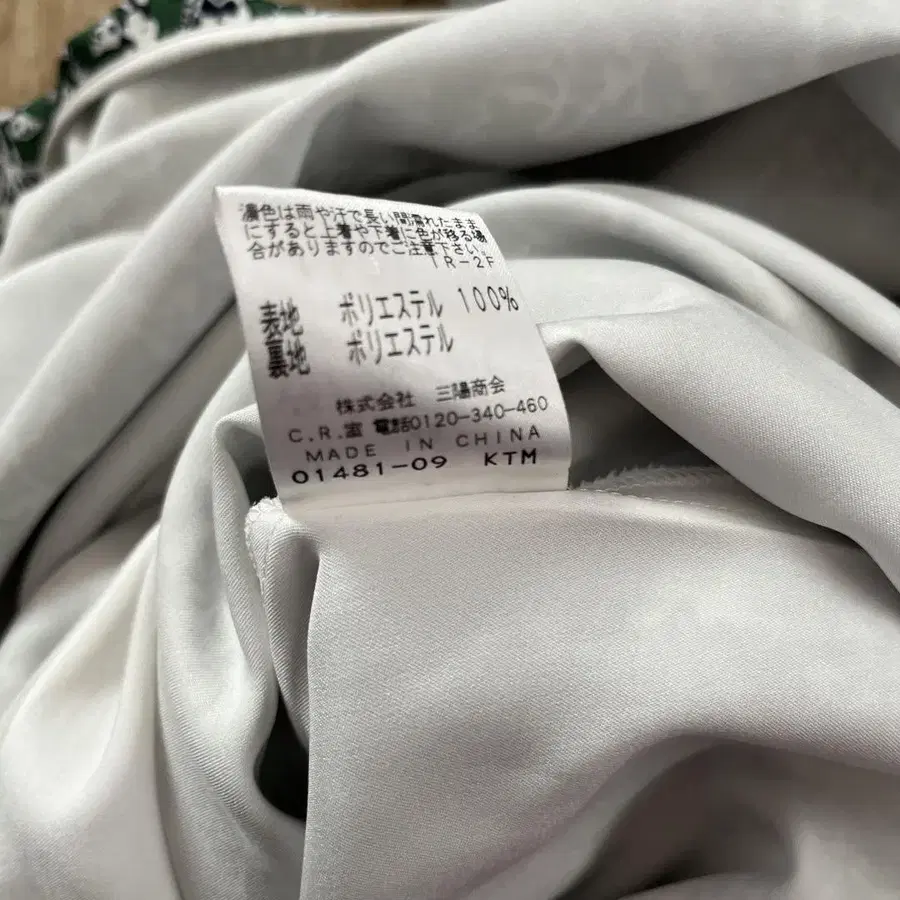 濃色は雨や汗で長い間濡れたまま
にすると上着や下着に色が移る場
合がありますのでご注意下さい。
IR-2F
表地 ポリエステル 100%
裏地 ポリエステル
株式会社 三陽商会
C.R.室 電話0120-340-460
MADE IN CHINA
01481-09 KTM